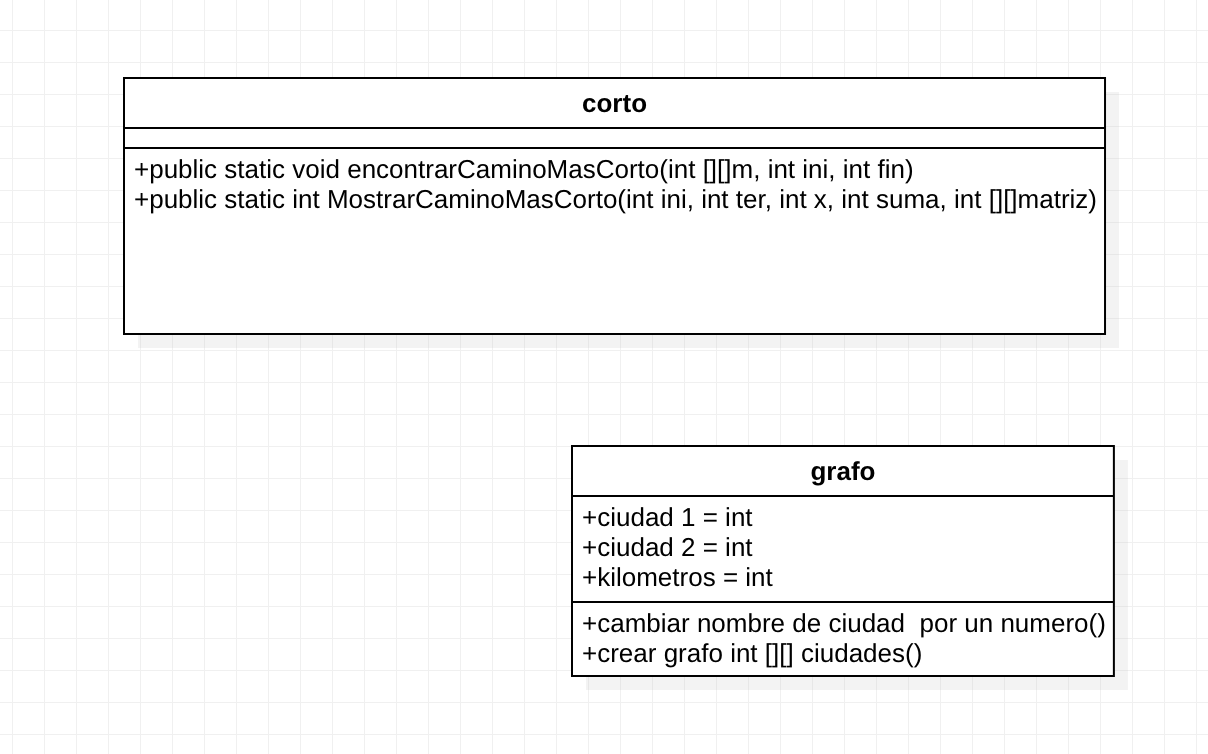 corto
+public static void encontrarCaminoMasCorto(int [][]m, int ini, int fin)
+public static int MostrarCaminoMasCorto(int ini, int ter, int x, int suma, int [][]matriz)
grafo
+ciudad 1 = int
+ciudad 2 = int
+kilometros = int
+cambiar nombre de ciudad  por un numero()
+crear grafo int [][] ciudades()